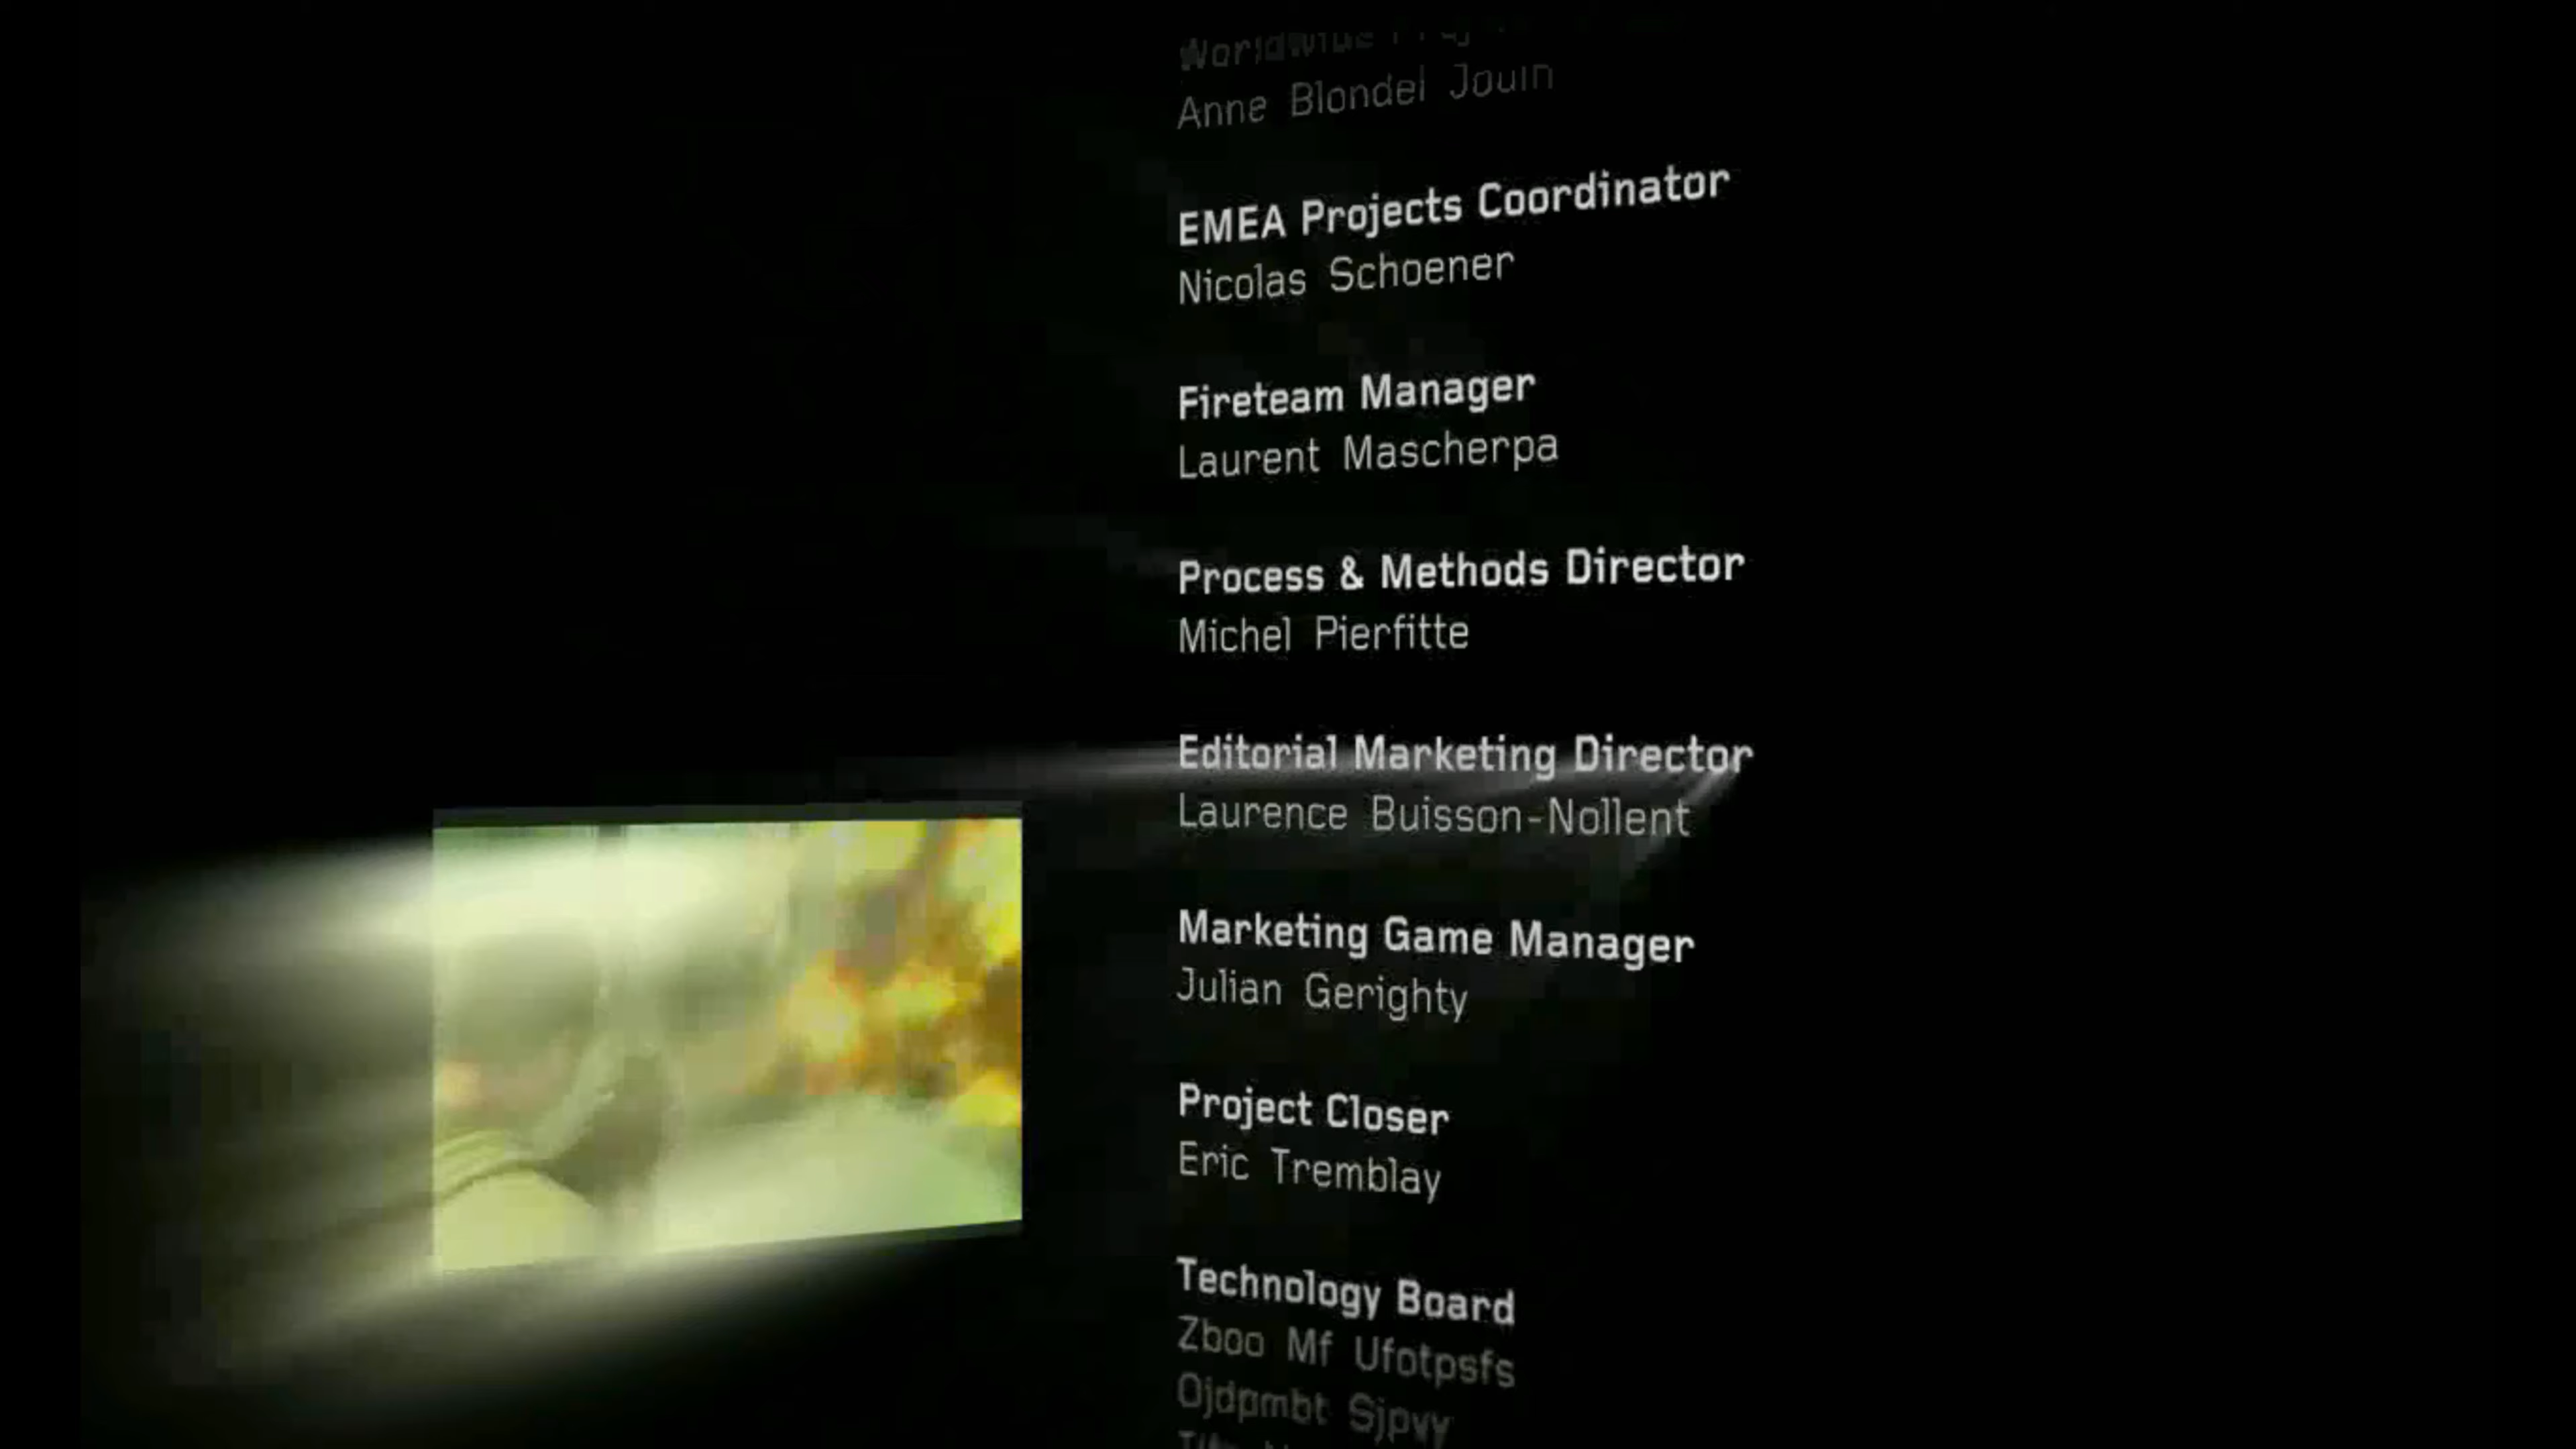 Anne Blondel Jouin
EMEA Projects Coordinator
Nicolas Schoener
Fireteam Manager
Laurent Mascherpa
Process & Methods Director
Michel Pierfitte
Editorial Marketing Director
Laurence Buisson-Nollent
Marketing Game Manager
Julian Gerighty
Project Closer
Eric Tremblay
Technology Board
Zboo Mf Ufotpsfs
Ojdpmbt Sjpvy